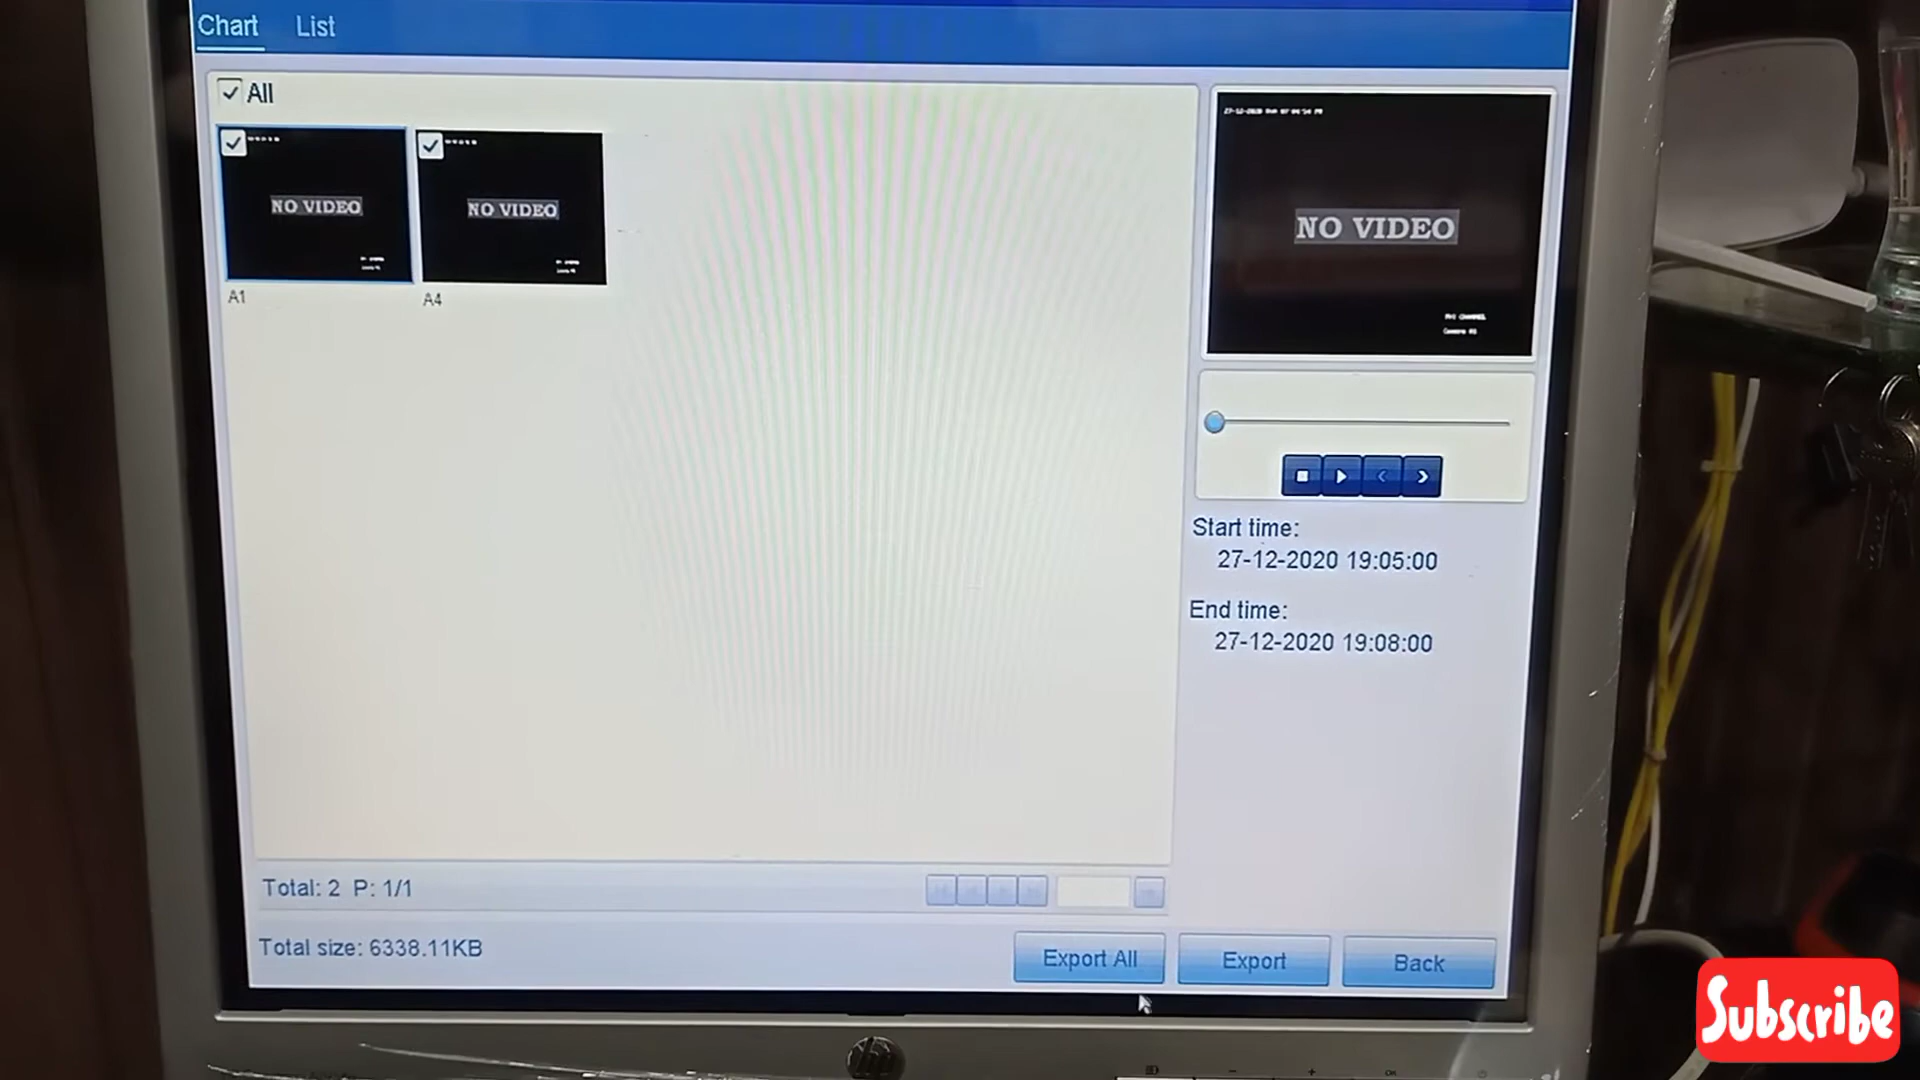 Chart List
All
NO VIDEO
NO VIDEO
A1
A4
NO VIDEO
Start time:
27-12-2020 19:05:00
End time:
27-12-2020 19:08:00
Total: 2 P: 1/1
Total size: 6338.11KB
Export All
Export
Back
hp
Subscribe